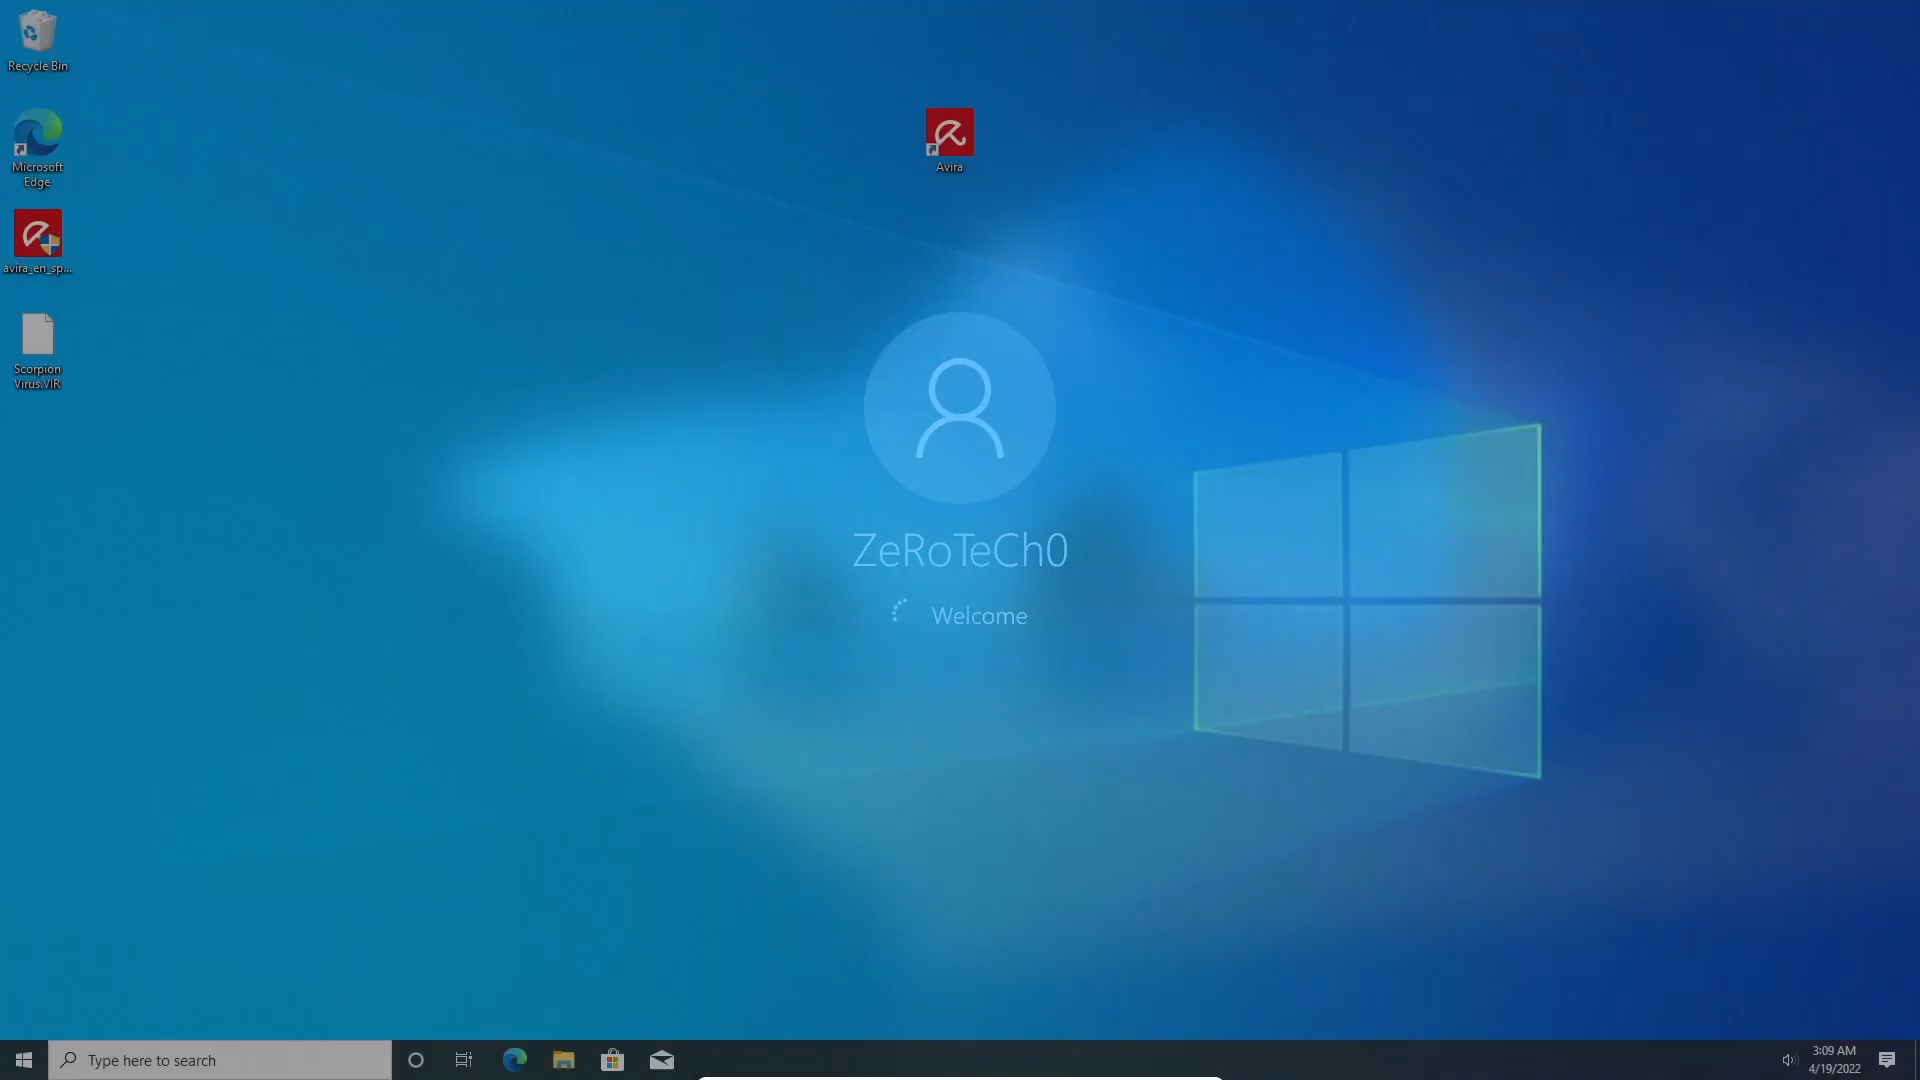 Recycle Bin
Microsoft
Edge
avira_en_sp...
Scorpion
Virus.VIR
Avira
ZeRoTeCh0
Welcome
Type here to search
3:09 AM
4/19/2022